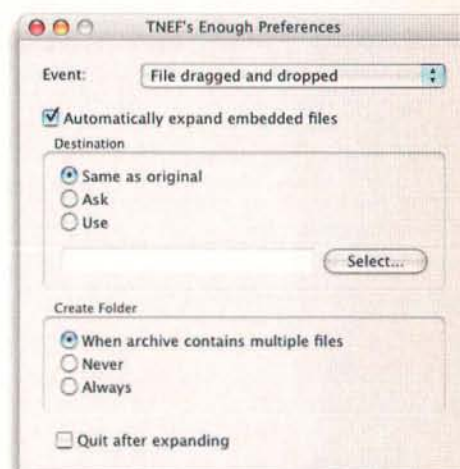 TNEF's Enough Preferences
Event: File dragged and dropped
Automatically expand embedded files
Destination
Same as original
Ask
Use
Select...
Create Folder
When archive contains multiple files
Never
Always
Quit after expanding